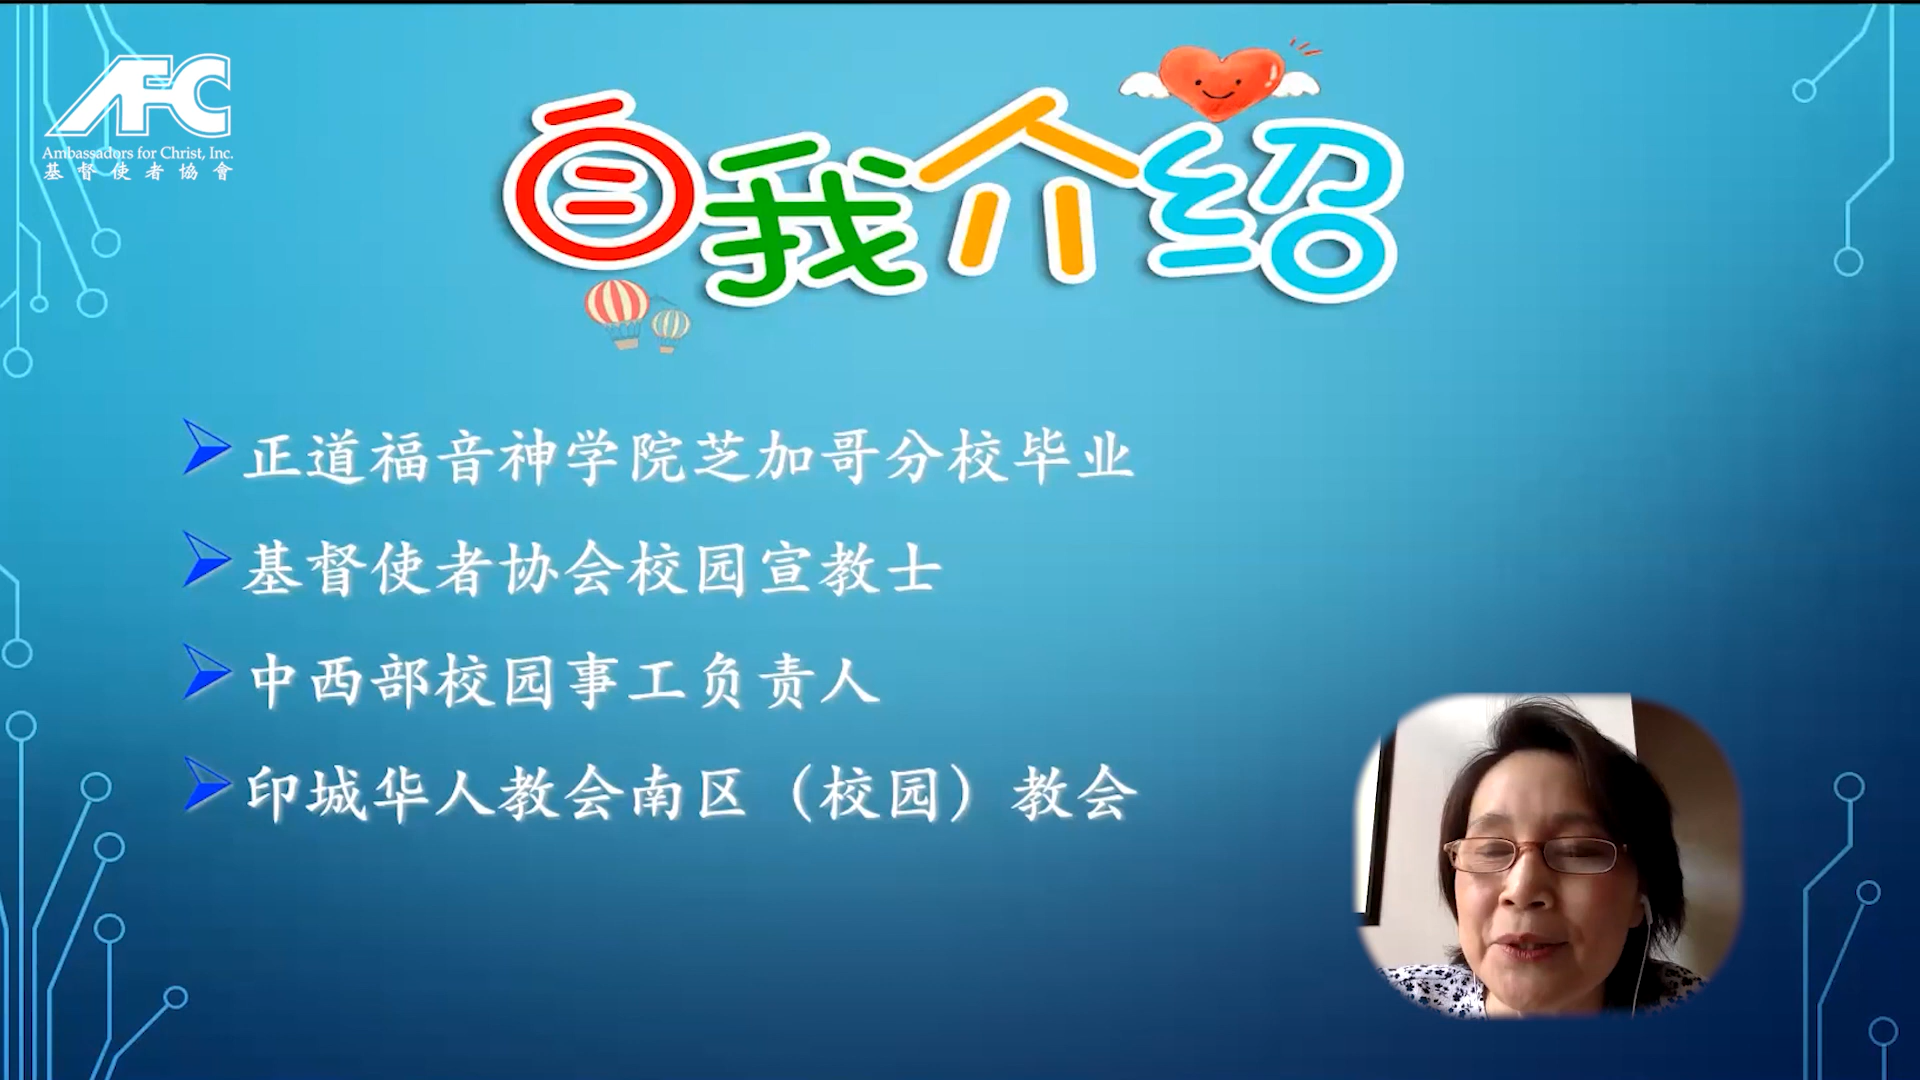 AFC
Ambassadors for Christ, Inc.
基督使者協會
自我介绍
正道福音神学院芝加哥分校毕业
基督使者协会校园宣教士
中西部校园事工负责人
印城华人教会南区（校园）教会